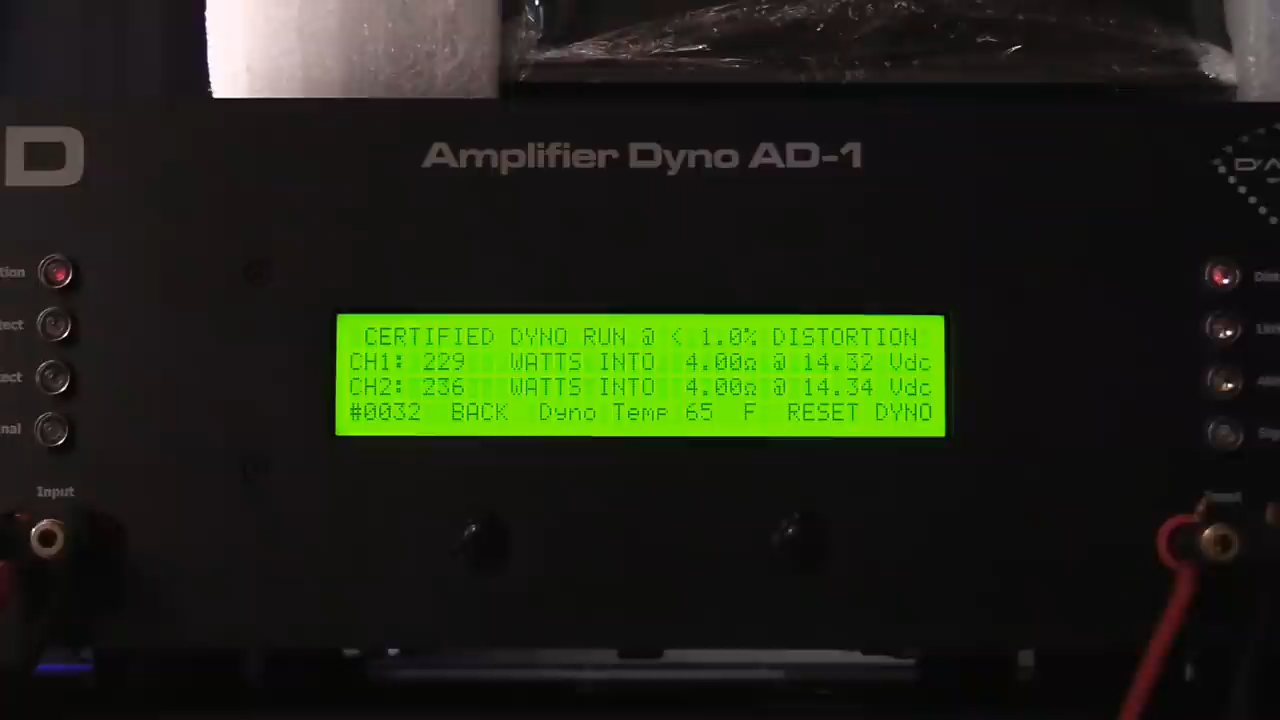 D
Amplifier Dyno AD-1
CERTIFIED DYNO RUN @ < 1.0% DISTORTION
CH1: 229 WATTS INTO 4.00Ω @ 14.32 Vdc
CH2: 236 WATTS INTO 4.00Ω @ 14.34 Vdc
#0032 BACK Dyno Temp 65 F RESET DYNO
Input